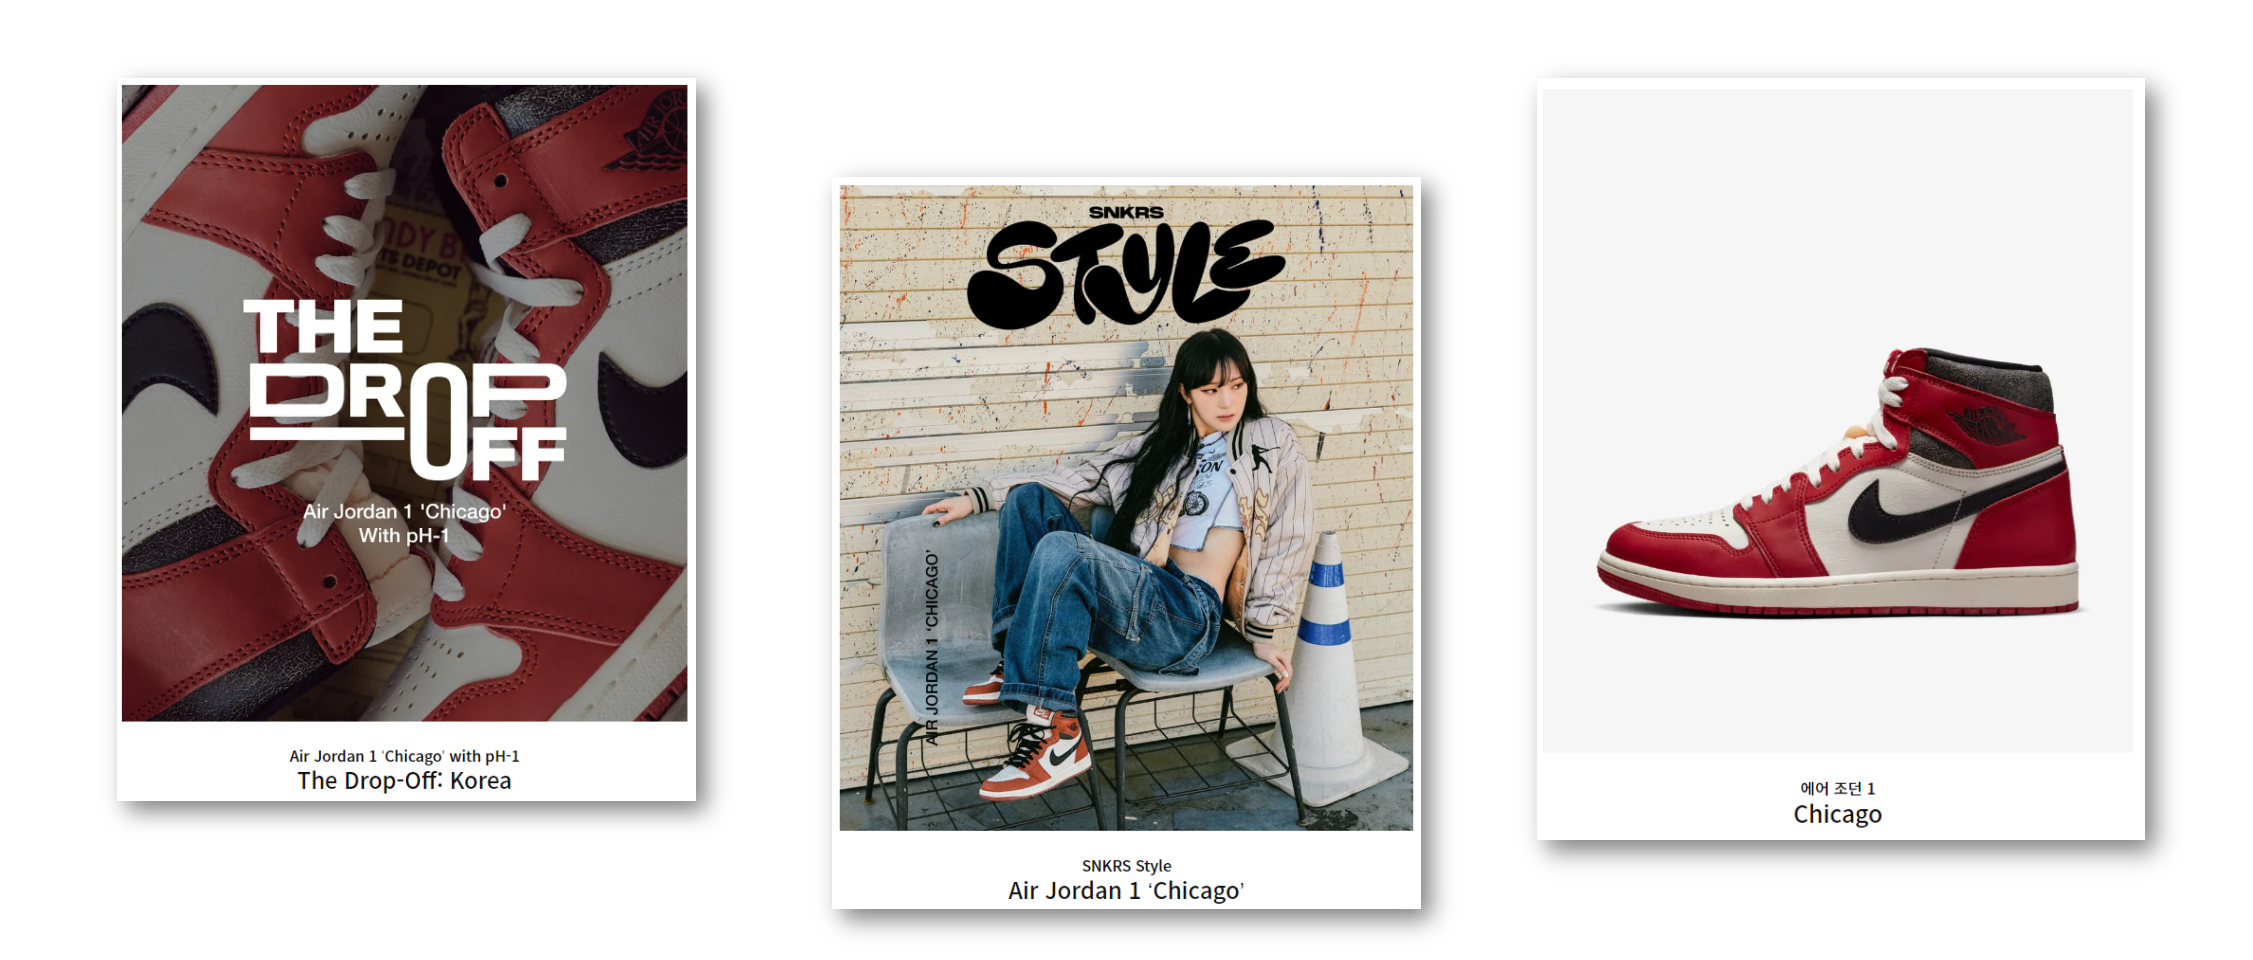 THE
DROP
OFF
Air Jordan 1 'Chicago'
With pH-1
Air Jordan 1 ‘Chicago’ with pH-1
The Drop-Off: Korea
SNKRS
STYLE
AIR JORDAN 1 ‘CHICAGO’
SNKRS Style
Air Jordan 1 ‘Chicago’
에어 조던 1
Chicago